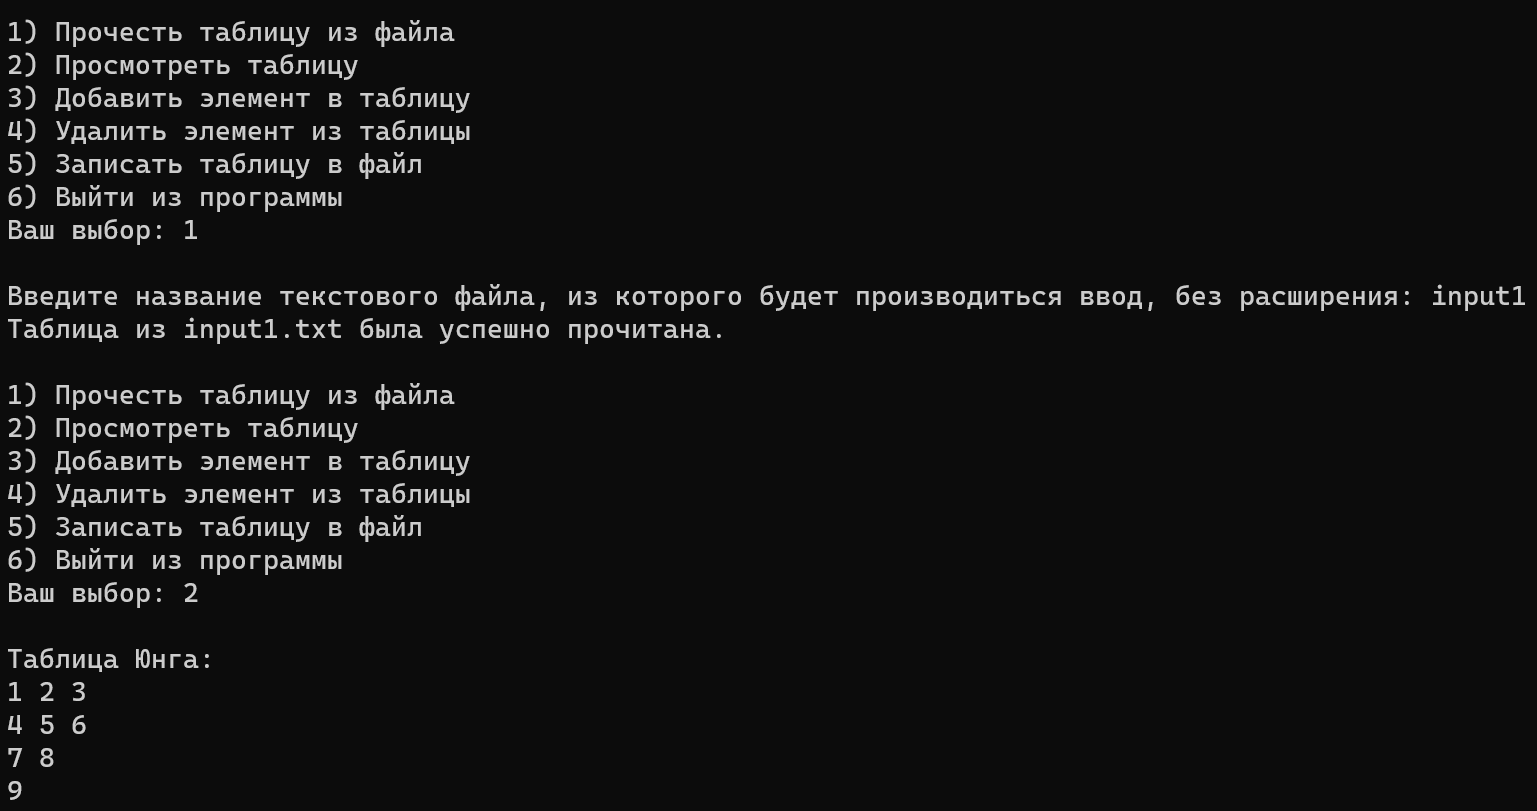 1) Прочесть таблицу из файла
2) Просмотреть таблицу
3) Добавить элемент в таблицу
4) Удалить элемент из таблицы
5) Записать таблицу в файл
6) Выйти из программы
Ваш выбор: 1
Введите название текстового файла, из которого будет производиться ввод, без расширения: input1
Таблица из input1.txt была успешно прочитана.
1) Прочесть таблицу из файла
2) Просмотреть таблицу
3) Добавить элемент в таблицу
4) Удалить элемент из таблицы
5) Записать таблицу в файл
6) Выйти из программы
Ваш выбор: 2
Таблица Юнга:
1 2 3
4 5 6
7 8
9